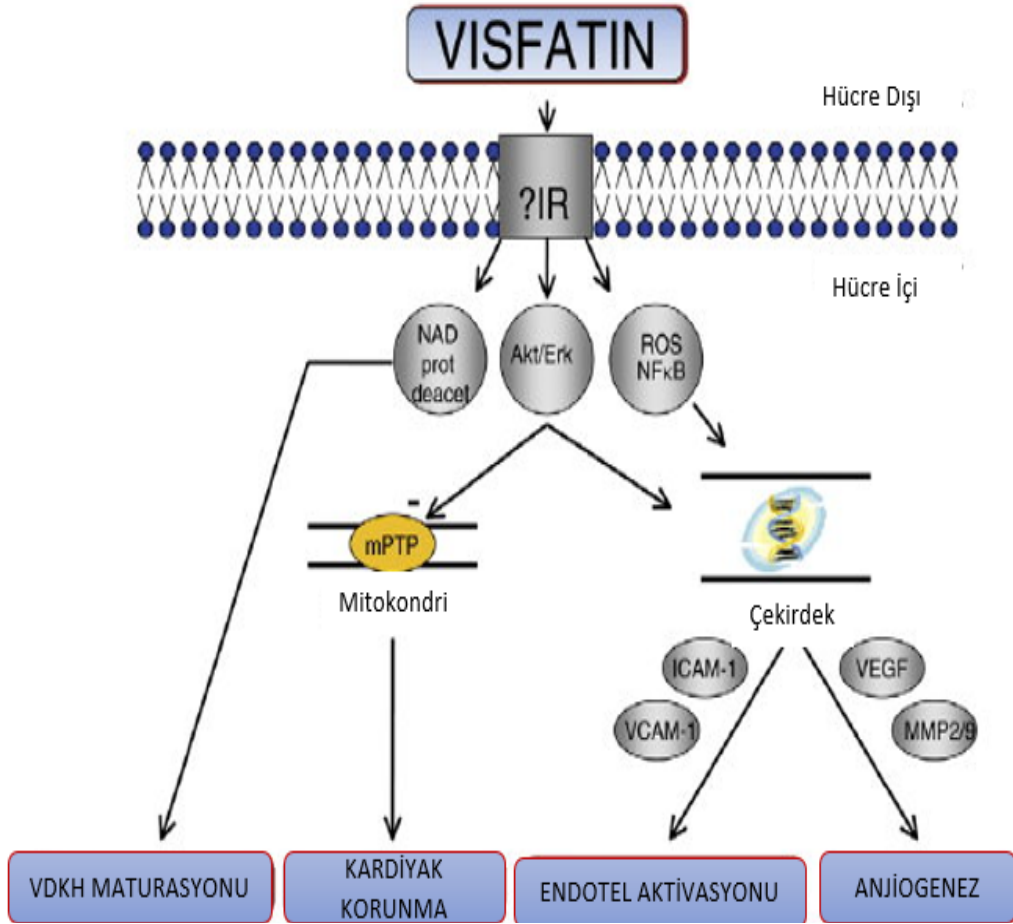 VISFATIN
Hücre Dışı
?IR
Hücre İçi
NAD
prot
deacet
Akt/Erk
ROS
NFκB
-
mPTP
Mitokondri
Çekirdek
ICAM-1
VCAM-1
VEGF
MMP2/9
VDKH MATURASYONU
KARDİYAK
KORUNMA
ENDOTEL AKTİVASYONU
ANJİOGENEZ